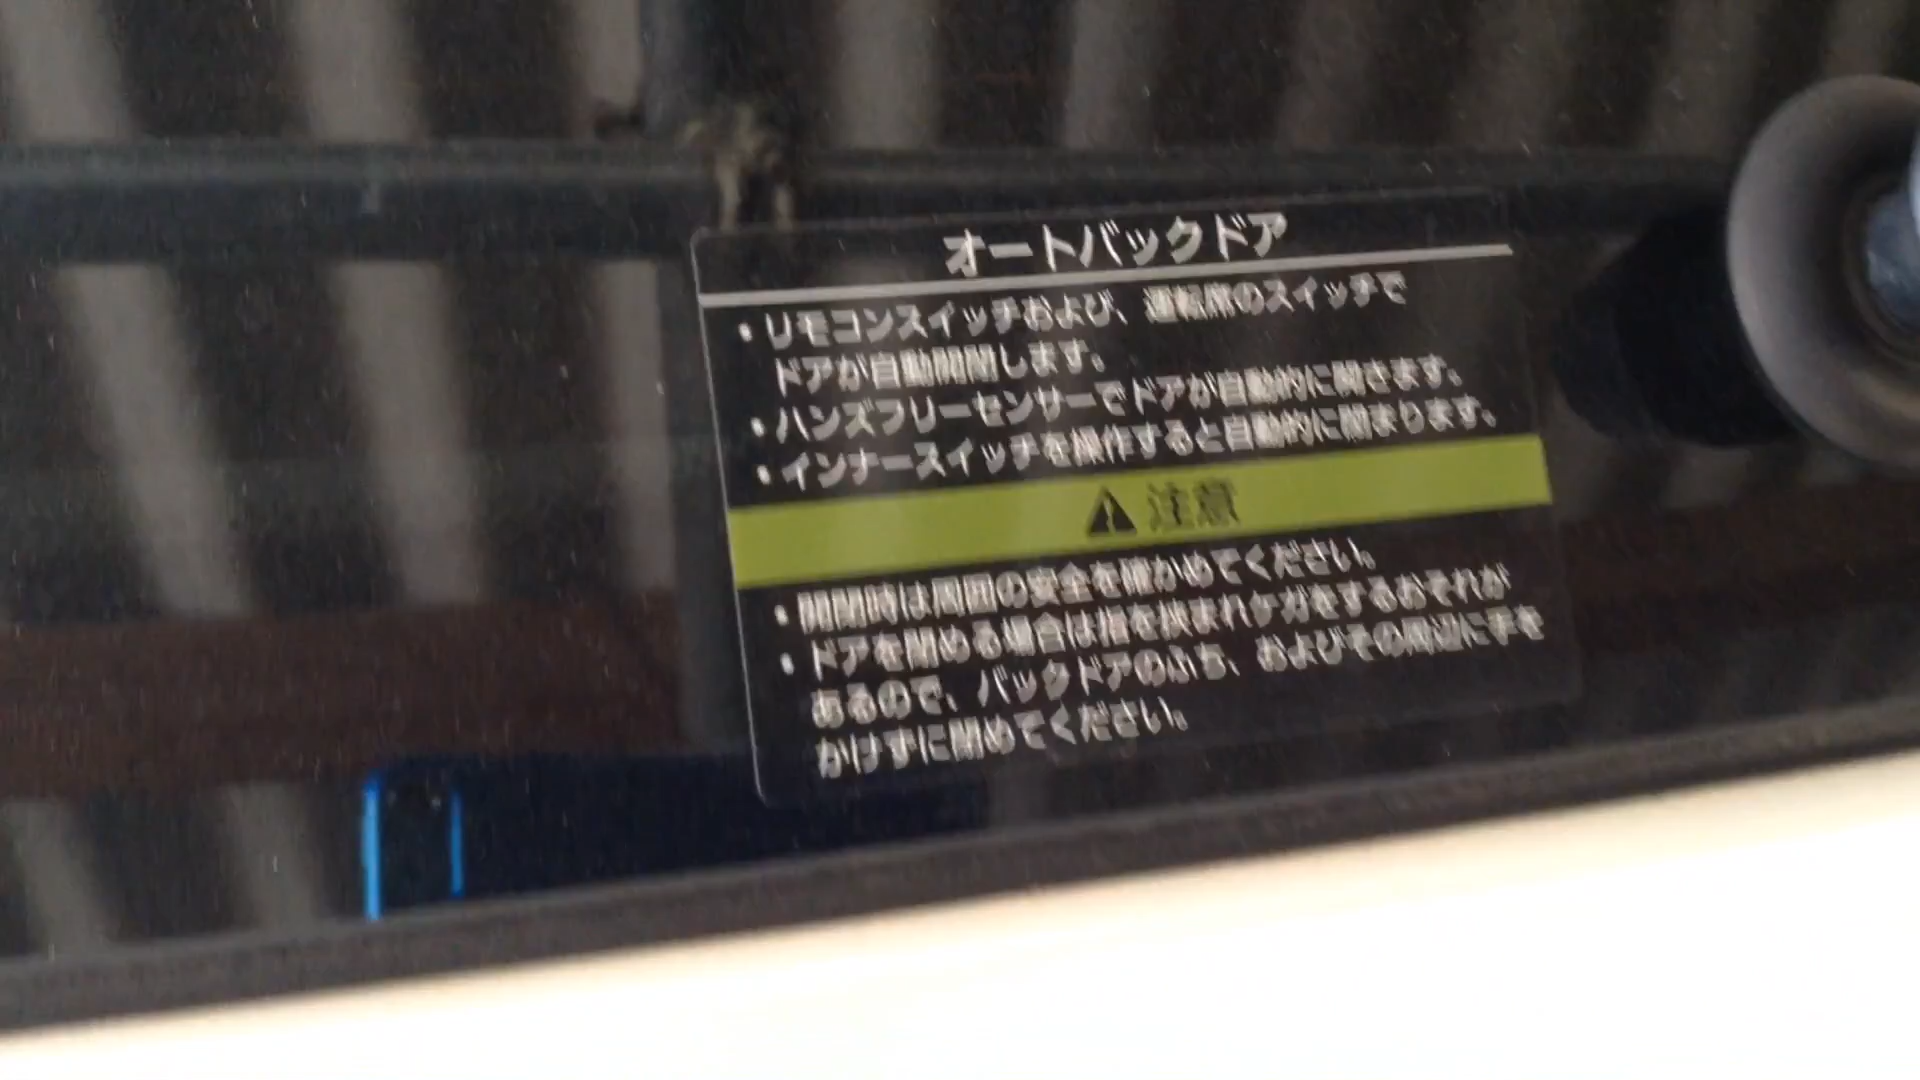 オートバックドア
・リモコンスイッチおよび、運転席のスイッチで
ドアが自動開閉します。
・ハンズフリーセンサーでドアが自動的に開きます。
・インナースイッチを操作すると自動的に閉まります。
⚠ 注意
・開閉時は周囲の安全を確かめてください。
・ドアを閉める場合は指を挟まれケガをするおそれが
あるので、バックドアのふち、およびその周辺に手を
かけずに閉めてください。